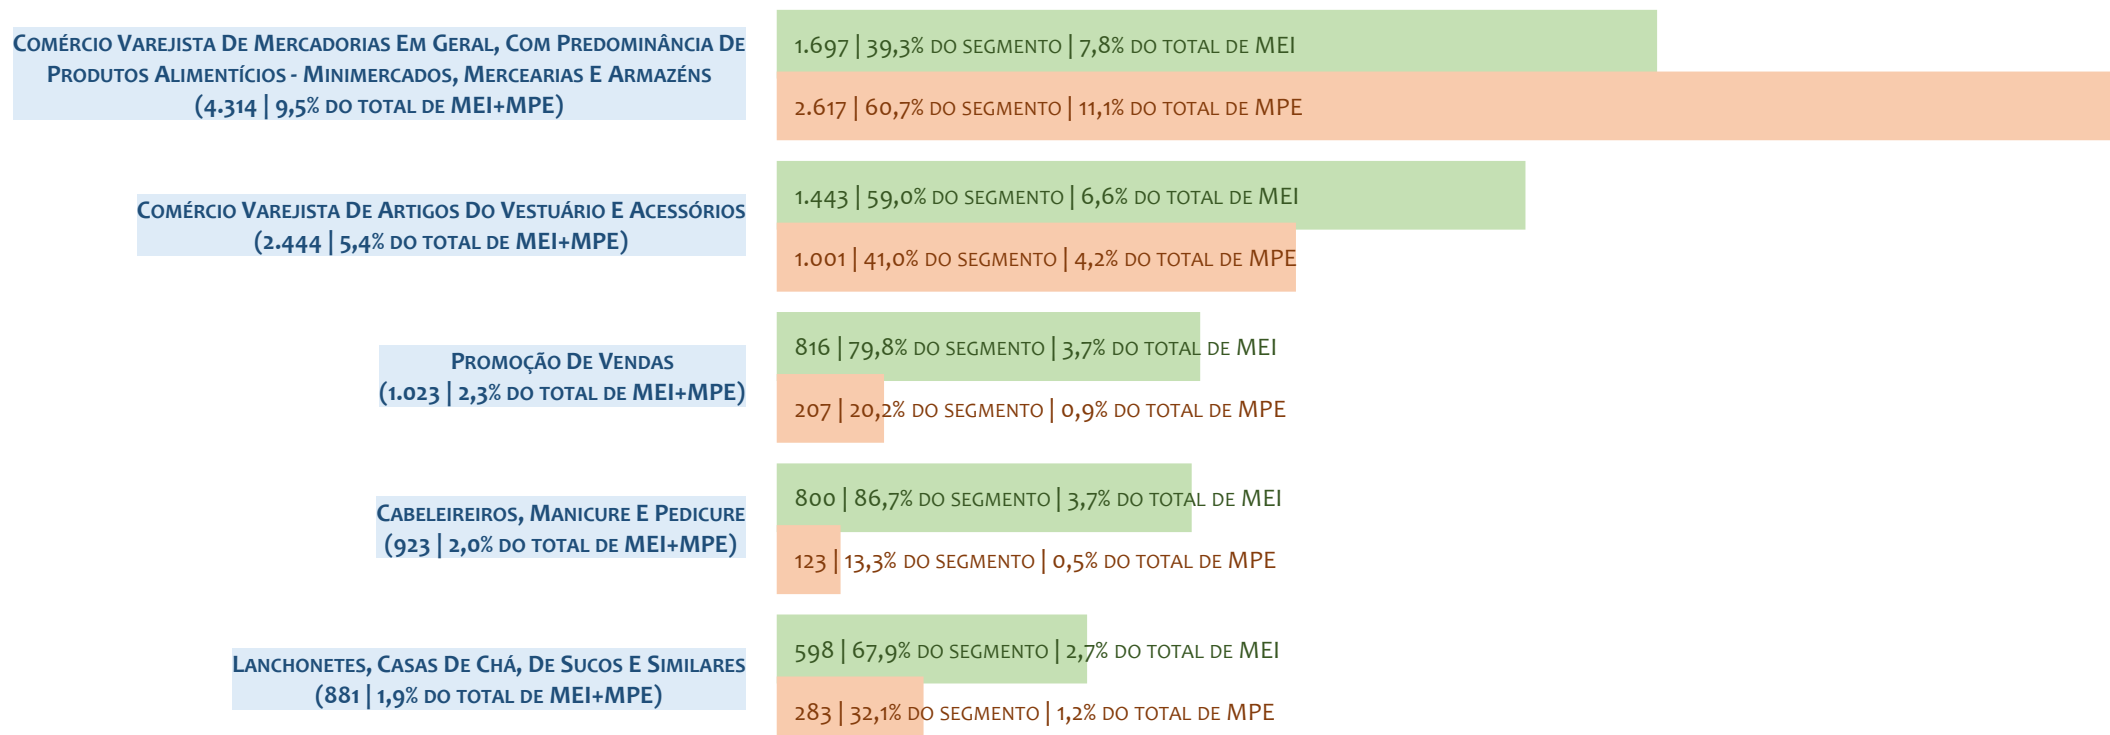 Comércio Varejista De Mercadorias Em Geral, Com Predominância De
Produtos Alimentícios - Minimercados, Mercearias E Armazéns
(4.314 | 9,5% do total de MEI+MPE)
1.697 | 39,3% do segmento | 7,8% do total de MEI
2.617 | 60,7% do segmento | 11,1% do total de MPE
Comércio Varejista De Artigos Do Vestuário E Acessórios
(2.444 | 5,4% do total de MEI+MPE)
1.443 | 59,0% do segmento | 6,6% do total de MEI
1.001 | 41,0% do segmento | 4,2% do total de MPE
Promoção De Vendas
(1.023 | 2,3% do total de MEI+MPE)
816 | 79,8% do segmento | 3,7% do total de MEI
207 | 20,2% do segmento | 0,9% do total de MPE
Cabeleireiros, Manicure E Pedicure
(923 | 2,0% do total de MEI+MPE)
800 | 86,7% do segmento | 3,7% do total de MEI
123 | 13,3% do segmento | 0,5% do total de MPE
Lanchonetes, Casas De Chá, De Sucos E Similares
(881 | 1,9% do total de MEI+MPE)
598 | 67,9% do segmento | 2,7% do total de MEI
283 | 32,1% do segmento | 1,2% do total de MPE